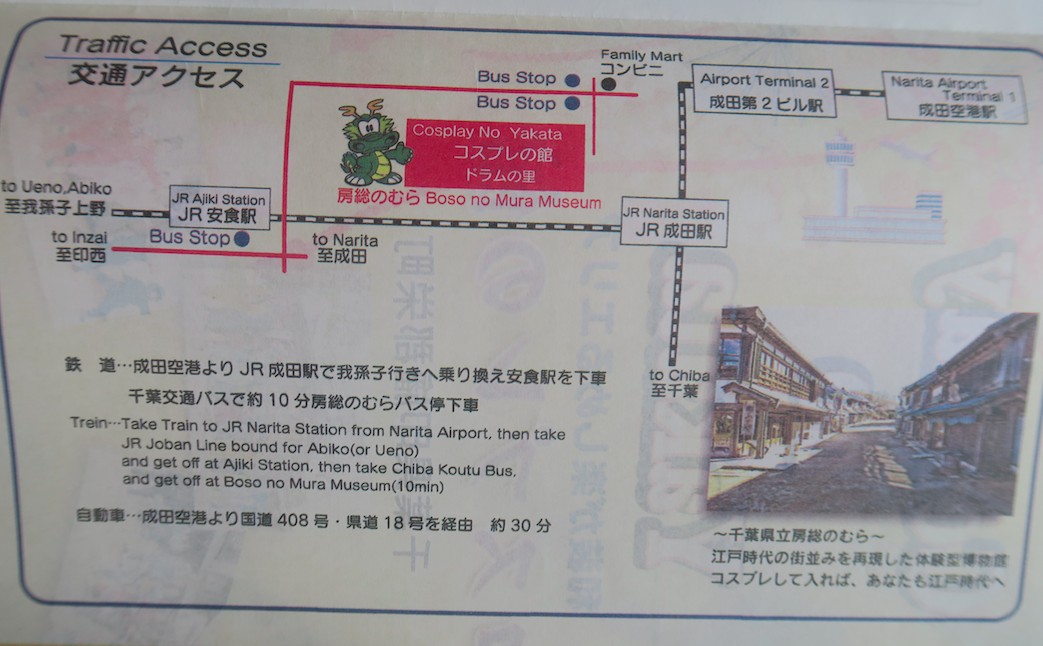 Traffic Access
交通アクセス
Family Mart
コンビニ
Bus Stop
Bus Stop
Airport Terminal 2
成田第2ビル駅
Narita Airport
Terminal 1
成田空港駅
Cosplay No Yakata
コスプレの館
ドラムの里
房総のむら Boso no Mura Museum
to Ueno,Abiko
至我孫子上野
JR Ajiki Station
JR 安食駅
JR Narita Station
JR 成田駅
to Inzai
至印西
Bus Stop
to Narita
至成田
to Chiba
至千葉
鉄 道…成田空港より JR 成田駅で我孫子行きへ乗り換え安食駅を下車
千葉交通バスで約10分房総のむらバス停下車
Trein…Take Train to JR Narita Station from Narita Airport, then take
JR Joban Line bound for Abiko(or Ueno)
and get off at Ajiki Station, then take Chiba Koutu Bus,
and get off at Boso no Mura Museum(10min)
自動車…成田空港より国道408号・県道18号を経由 約30分
～千葉県立房総のむら～
江戸時代の街並みを再現した体験型博物館
コスプレして入れば、あなたも江戸時代へ